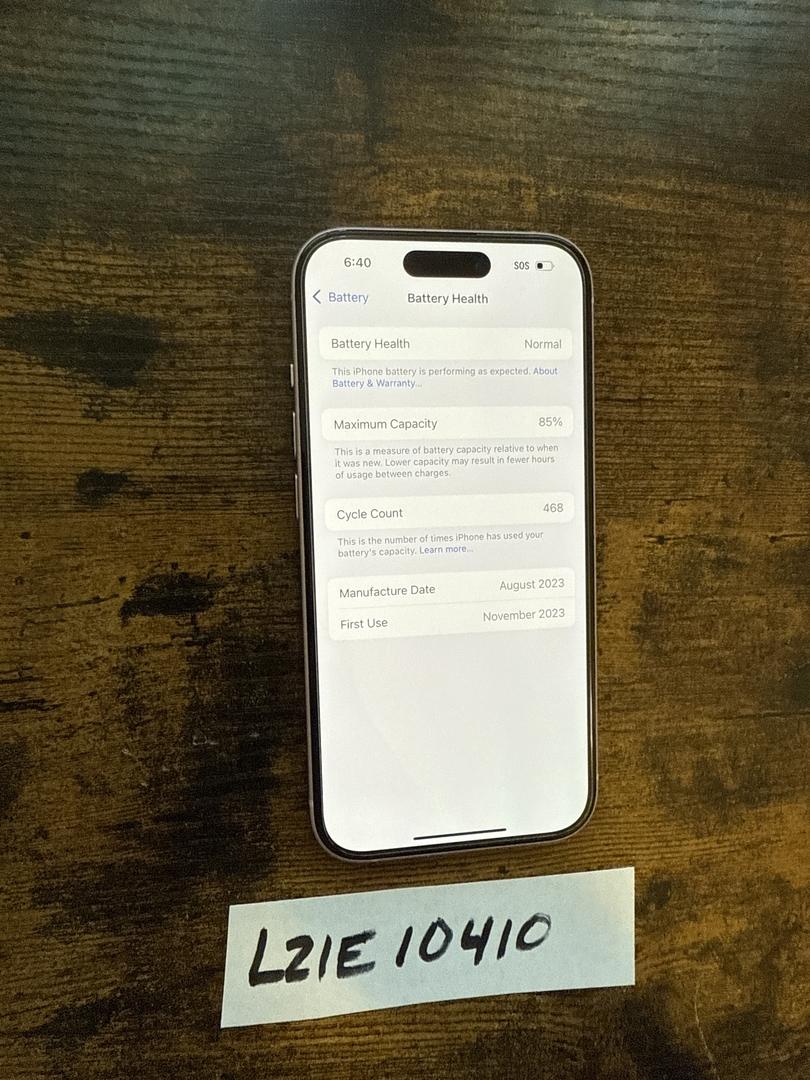 6:40
SOS
Battery
Battery Health
Battery Health
Normal
This iPhone battery is performing as expected. About
Battery & Warranty...
Maximum Capacity
85%
This is a measure of battery capacity relative to when
it was new. Lower capacity may result in fewer hours
of usage between charges.
Cycle Count
468
This is the number of times iPhone has used your
battery's capacity. Learn more...
Manufacture Date
August 2023
First Use
November 2023
LZIE 10410